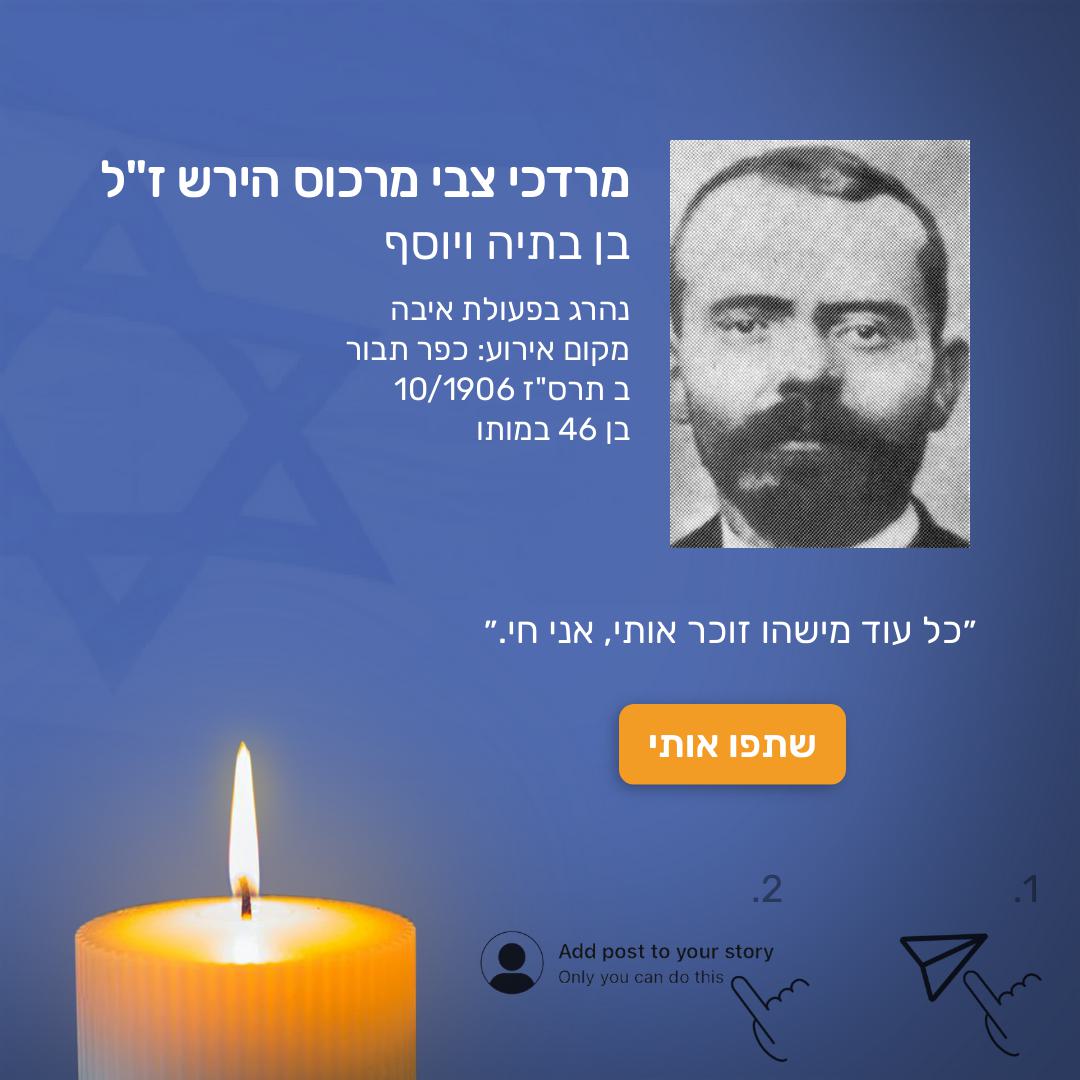 מרדכי צבי מרכוס הירש ז"ל
בן בתיה ויוסף
נהרג בפעולת איבה
מקום אירוע: כפר תבור
ב תרס"ז 10/1906
בן 46 במותו
״כל עוד מישהו זוכר אותי, אני חי.״
שתפו אותי
1.
2.
Add post to your story
Only you can do this